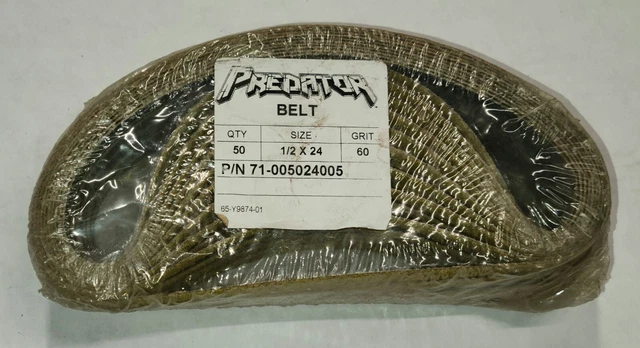 PREDATOR
BELT
QTY SIZE GRIT
50 1/2 X 24 60
P/N 71-005024005
65-Y9874-01